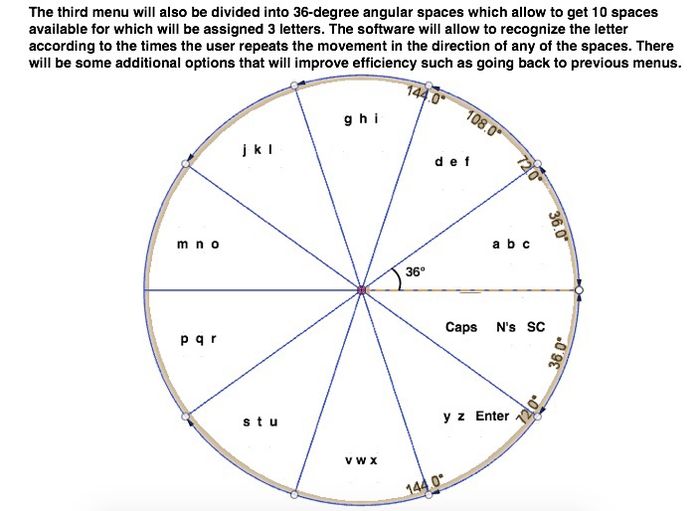 The third menu will also be divided into 36-degree angular spaces which allow to get 10 spaces
available for which will be assigned 3 letters. The software will allow to recognize the letter
according to the times the user repeats the movement in the direction of any of the spaces. There
will be some additional options that will improve efficiency such as going back to previous menus.
144.0°
108.0°
g h i
j k l
d e f
72.0°
36.0°
m n o
a b c
36°
Caps N's SC
p q r
36.0°
72.0°
y z Enter
s t u
v w x
144.0°